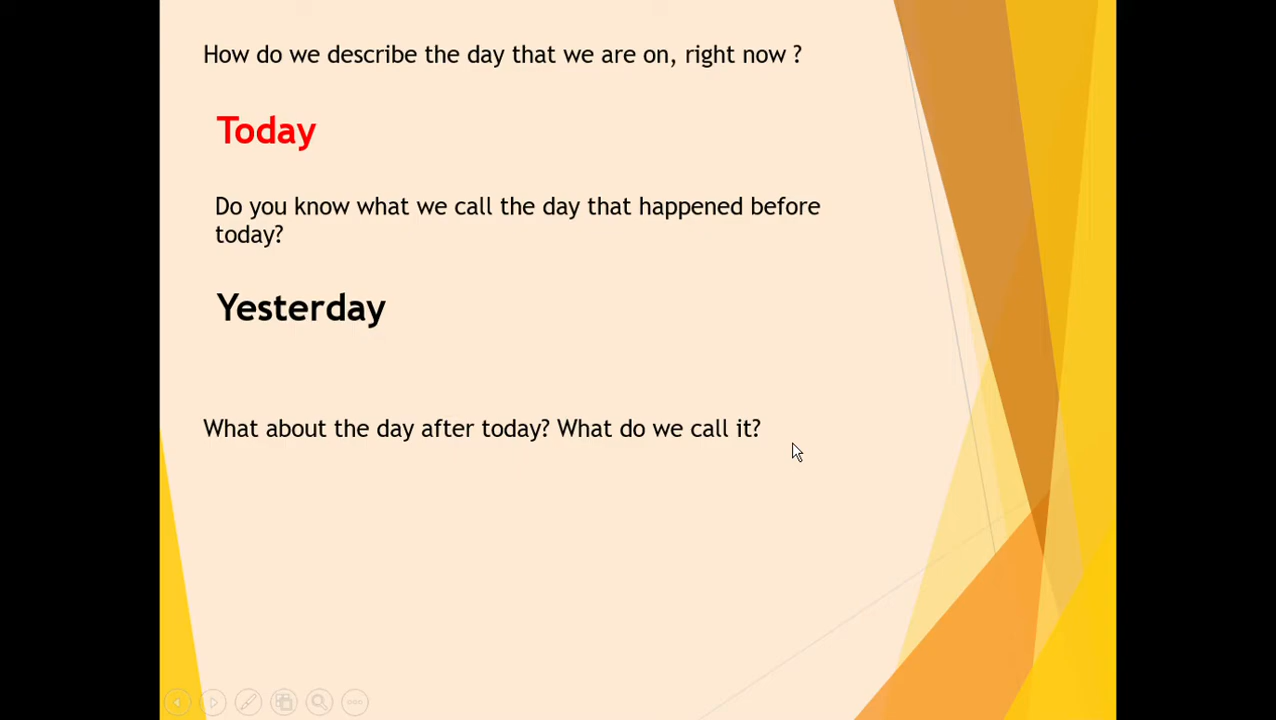 How do we describe the day that we are on, right now ?
Today
Do you know what we call the day that happened before
today?
Yesterday
What about the day after today? What do we call it?